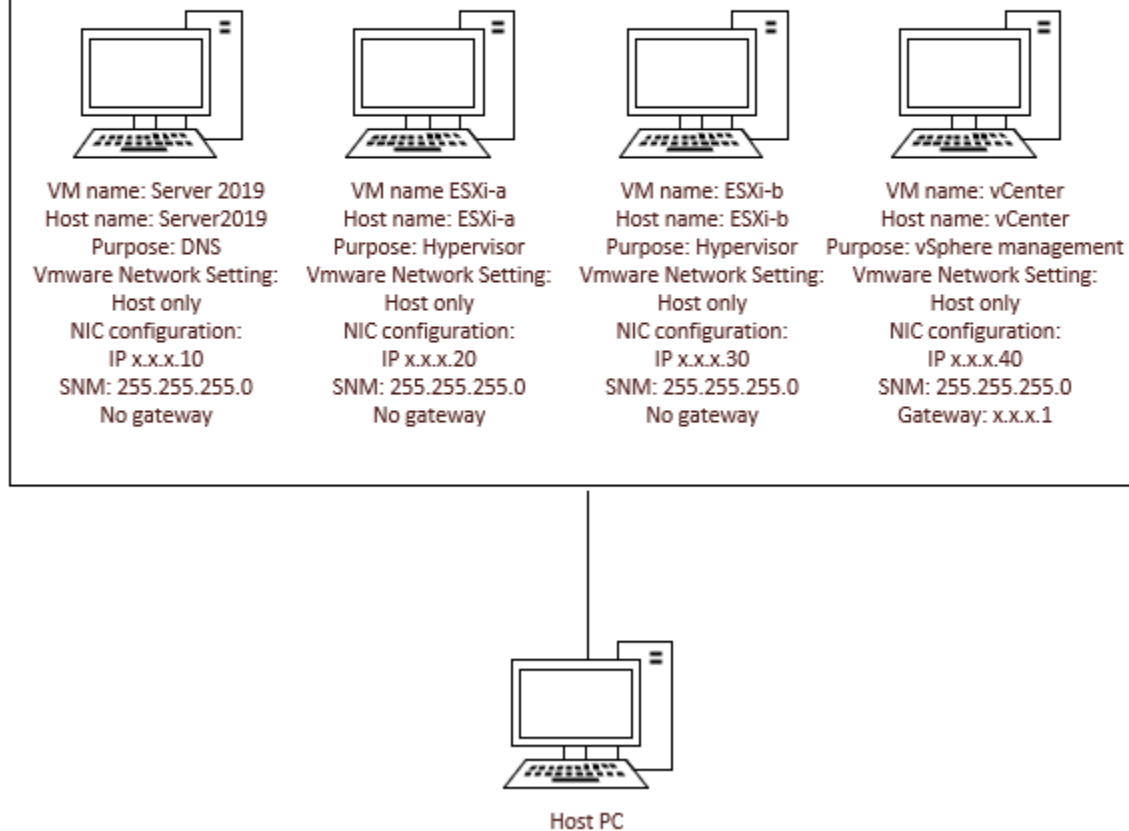 VM name: Server 2019
Host name: Server2019
Purpose: DNS
Vmware Network Setting:
Host only
NIC configuration:
IP x.x.x.10
SNM: 255.255.255.0
No gateway
VM name ESXi-a
Host name: ESXi-a
Purpose: Hypervisor
Vmware Network Setting:
Host only
NIC configuration:
IP x.x.x.20
SNM: 255.255.255.0
No gateway
VM name: ESXi-b
Host name: ESXi-b
Purpose: Hypervisor
Vmware Network Setting:
Host only
NIC configuration:
IP x.x.x.30
SNM: 255.255.255.0
No gateway
VM name: vCenter
Host name: vCenter
Purpose: vSphere management
Vmware Network Setting:
Host only
NIC configuration:
IP x.x.x.40
SNM: 255.255.255.0
Gateway: x.x.x.1
Host PC